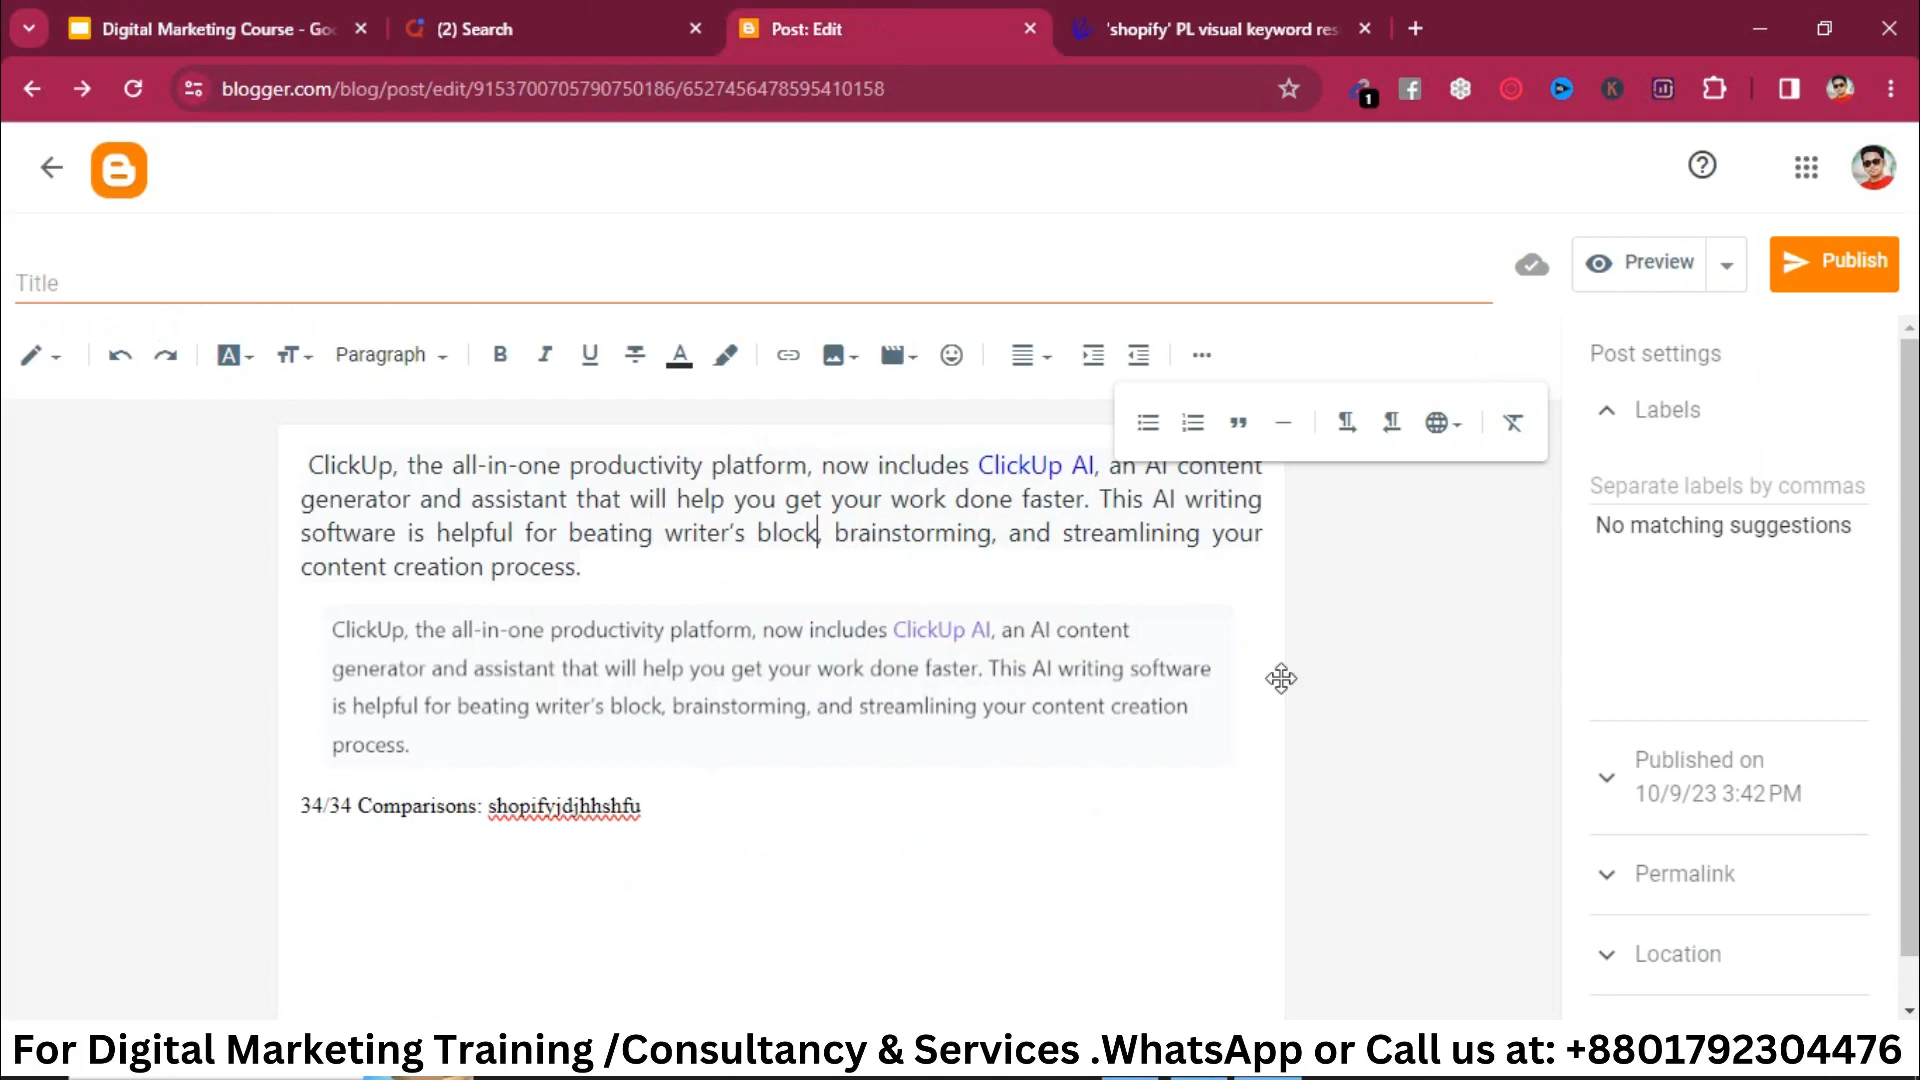 Digital Marketing Course - Goo
(2) Search
Post: Edit
'shopify' PL visual keyword res
blogger.com/blog/post/edit/9153700705790750186/6527456478595410158
1
K
Title
Preview
Publish
A
Paragraph
B
I
U
A
Post settings
Labels
Separate labels by commas
No matching suggestions
Published on
10/9/23 3:42 PM
Permalink
Location
ClickUp, the all-in-one productivity platform, now includes ClickUp AI, an AI content
generator and assistant that will help you get your work done faster. This AI writing
software is helpful for beating writer's block, brainstorming, and streamlining your
content creation process.
ClickUp, the all-in-one productivity platform, now includes ClickUp AI, an AI content
generator and assistant that will help you get your work done faster. This AI writing software
is helpful for beating writer's block, brainstorming, and streamlining your content creation
process.
34/34 Comparisons: shopifyjdjhhshfu
For Digital Marketing Training /Consultancy & Services .WhatsApp or Call us at: +8801792304476